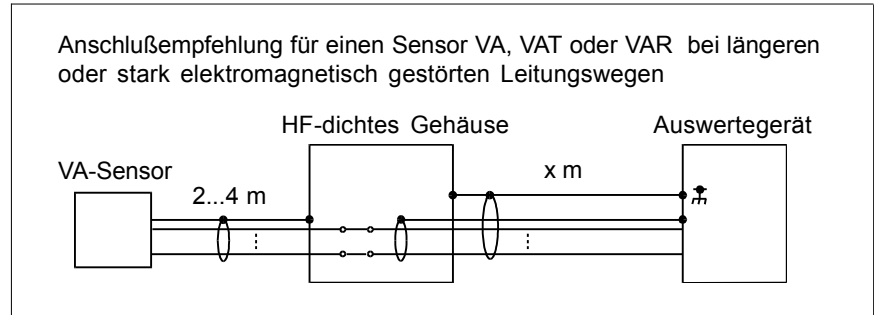 Anschlußempfehlung für einen Sensor VA, VAT oder VAR bei längeren
oder stark elektromagnetisch gestörten Leitungswegen
HF-dichtes Gehäuse
Auswertegerät
VA-Sensor
2...4 m
x m